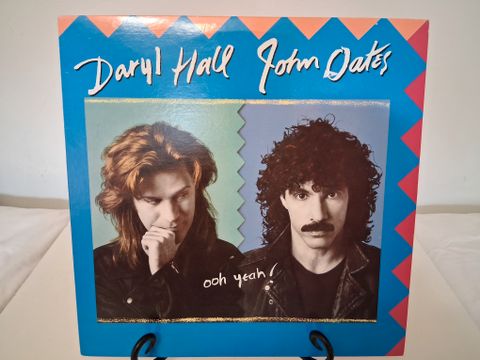 Daryl Hall John Oates
ooh yeah!